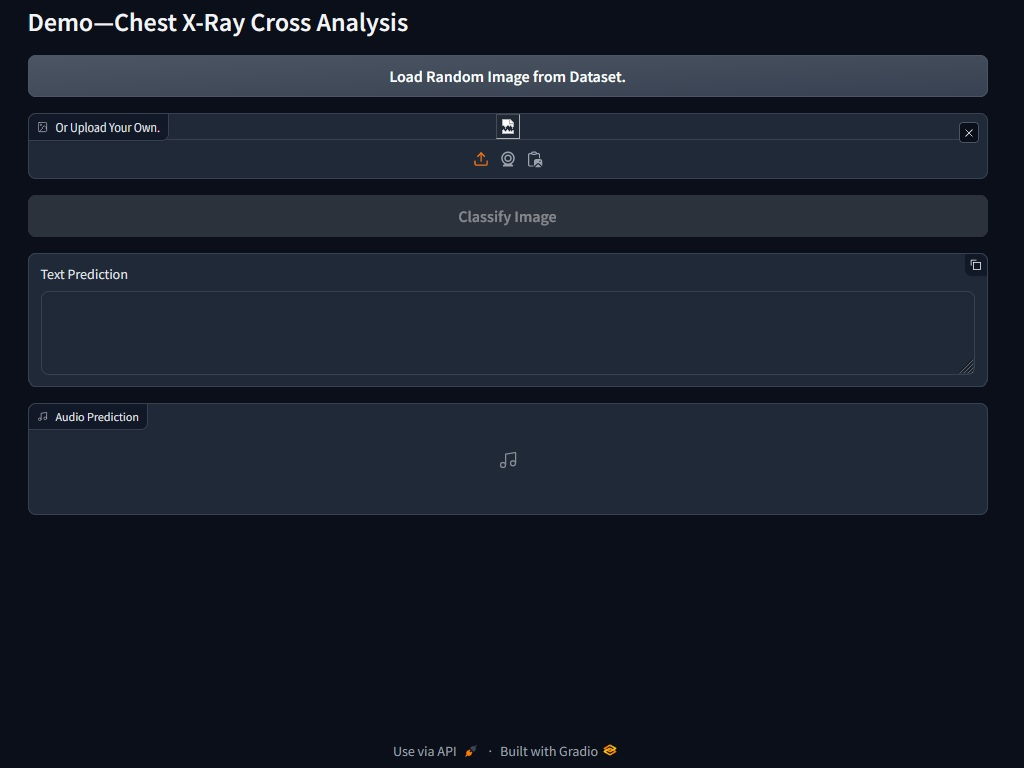 Demo—Chest X-Ray Cross Analysis
Load Random Image from Dataset.
Or Upload Your Own.
Classify Image
Text Prediction
Audio Prediction
Use via API · Built with Gradio